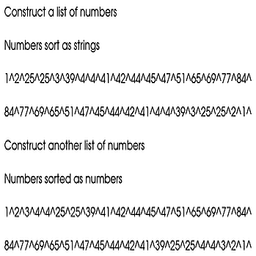 Construct a list of numbers
Numbers sort as strings
1^2^25^25^3^39^4^4^41^42^44^45^47^51^65^69^77^84^
84^77^69^65^51^47^45^44^42^41^4^4^39^3^25^25^2^1^
Construct another list of numbers
Numbers sorted as numbers
1^2^3^4^4^25^25^39^41^42^44^45^47^51^65^69^77^84^
84^77^69^65^51^47^45^44^42^41^39^25^25^4^4^3^2^1^